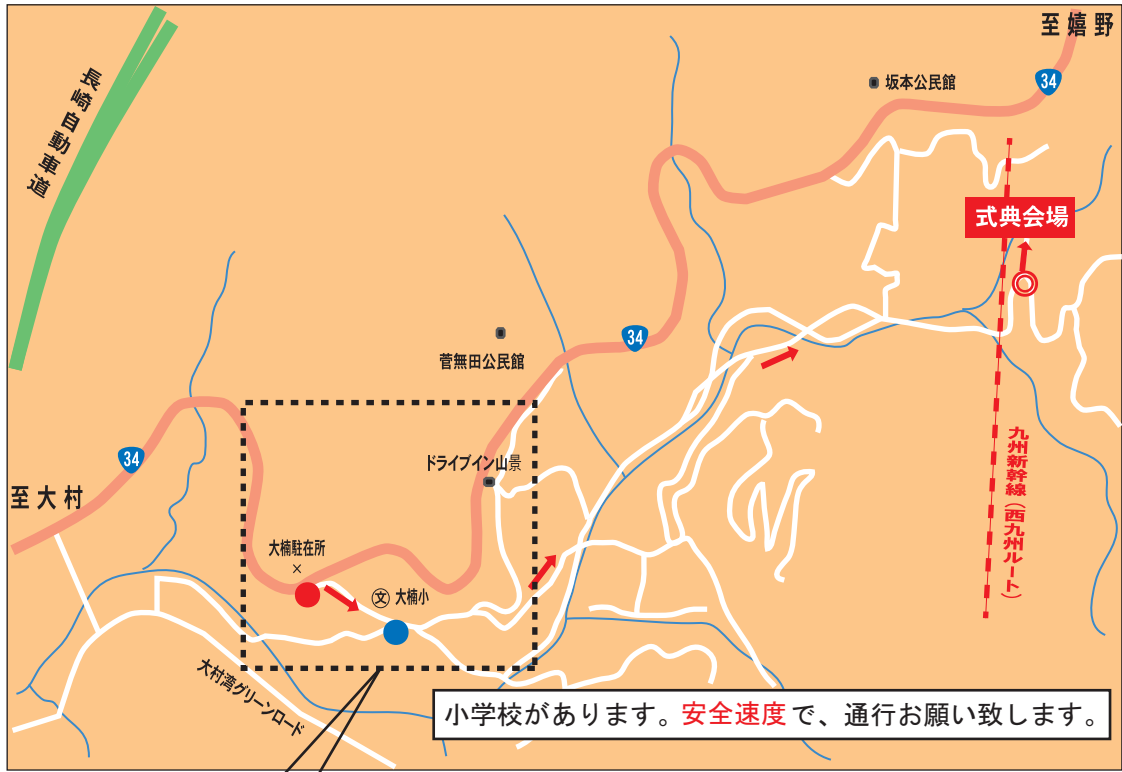 至嬉野
34
坂本公民館
長崎自動車道
式典会場
34
菅無田公民館
34
ドライブイン山景
至大村
九州新幹線(西九州ルート)
大楠駐在所
×
文
大楠小
大村湾グリーンロード
小学校があります。安全速度で、通行お願い致します。